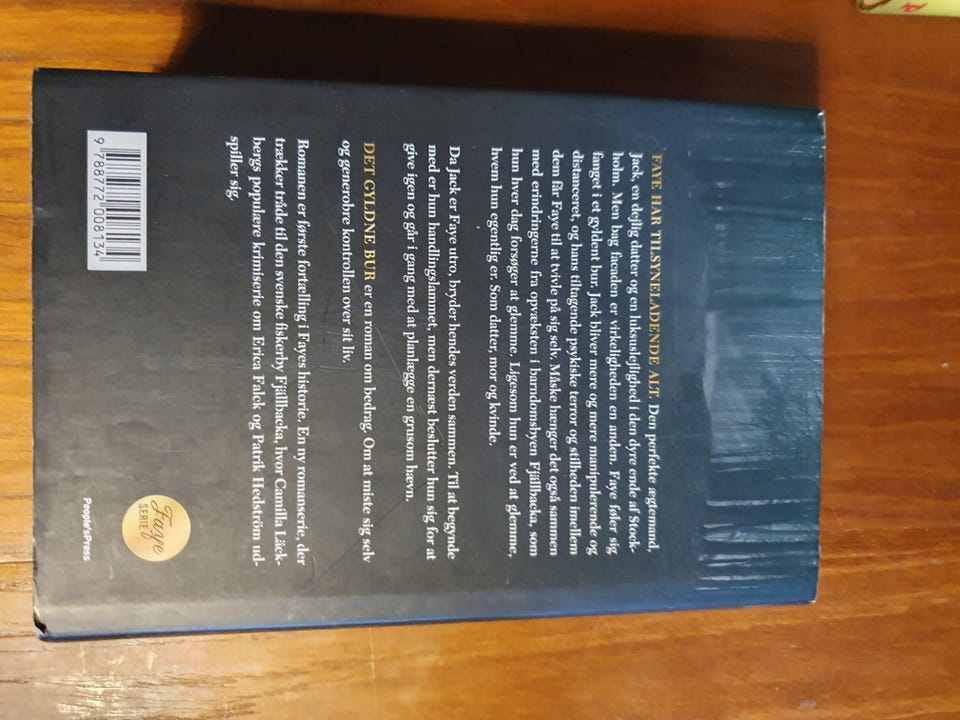 FAYE HAR TILSYNELADENDE ALT. Den perfekte ægtemand,
Jack, en dejlig datter og en luksuslejlighed i den dyre ende af Stock-
holm. Men bag facaden er virkeligheden en anden. Faye føler sig
fanget i et gyldent bur. Jack bliver mere og mere manipulerende og
distanceret, og hans tiltagende psykiske terror og stilheden imellem
dem får Faye til at tvivle på sig selv. Måske hænger det også sammen
med erindringerne fra opvæksten i barndomsbyen Fjällbacka, som
hun hver dag forsøger at glemme. Ligesom hun er ved at glemme,
hvem hun egentlig er. Som datter, mor og kvinde.
Da Jack er Faye utro, bryder hendes verden sammen. Til at begynde
med er hun handlingslammet, men dernæst beslutter hun sig for at
give igen og går i gang med at planlægge en grusom hævn.
DET GYLDNE BUR er en roman om bedrag. Om at miste sig selv
og generobre kontrollen over sit liv.
Romanen er første fortælling i Fayes historie. En ny romanserie, der
trækker tråde til den svenske fiskerby Fjällbacka, hvor Camilla Läck-
bergs populære krimiserie om Erica Falck og Patrik Hedström ud-
spiller sig.
9 788772 008134
Faye
SERIE
People'sPress